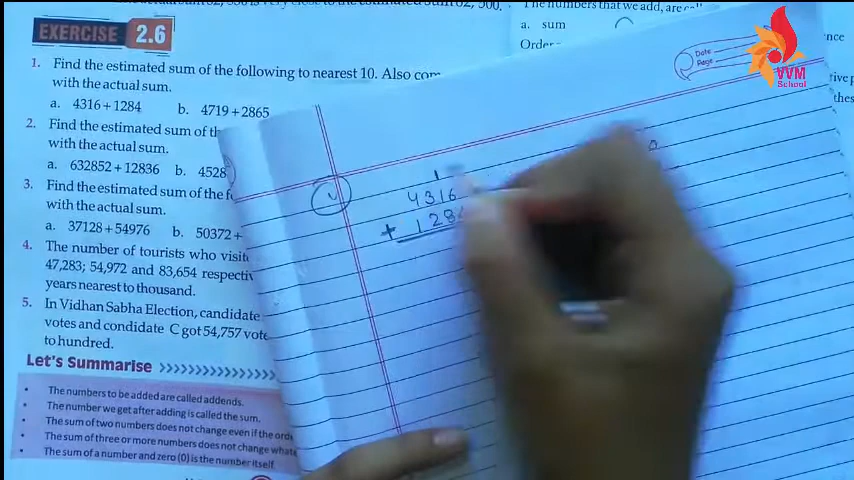 The numbers that we add, are
a. sum
Order
EXERCISE 2.6
1. Find the estimated sum of the following to nearest 10. Also com
with the actual sum.
a. 4316 + 1284 b. 4719 + 2865
2. Find the estimated sum of th
with the actual sum.
a. 632852 + 12836 b. 4528
3. Find the estimated sum of the f
with the actual sum.
a. 37128 + 54976 b. 50372 +
4. The number of tourists who visit
47,283; 54,972 and 83,654 respectiv
years nearest to thousand.
5. In Vidhan Sabha Election, candidate
votes and condidate C got 54,757 vote
to hundred.
Let's Summarise
The numbers to be added are called addends.
The number we get after adding is called the sum.
The sum of two numbers does not change even if the orde
The sum of three or more numbers does not change what
The sum of a number and zero (0) is the number itself.
Date
Page
VVM
School
1
4316
+ 128